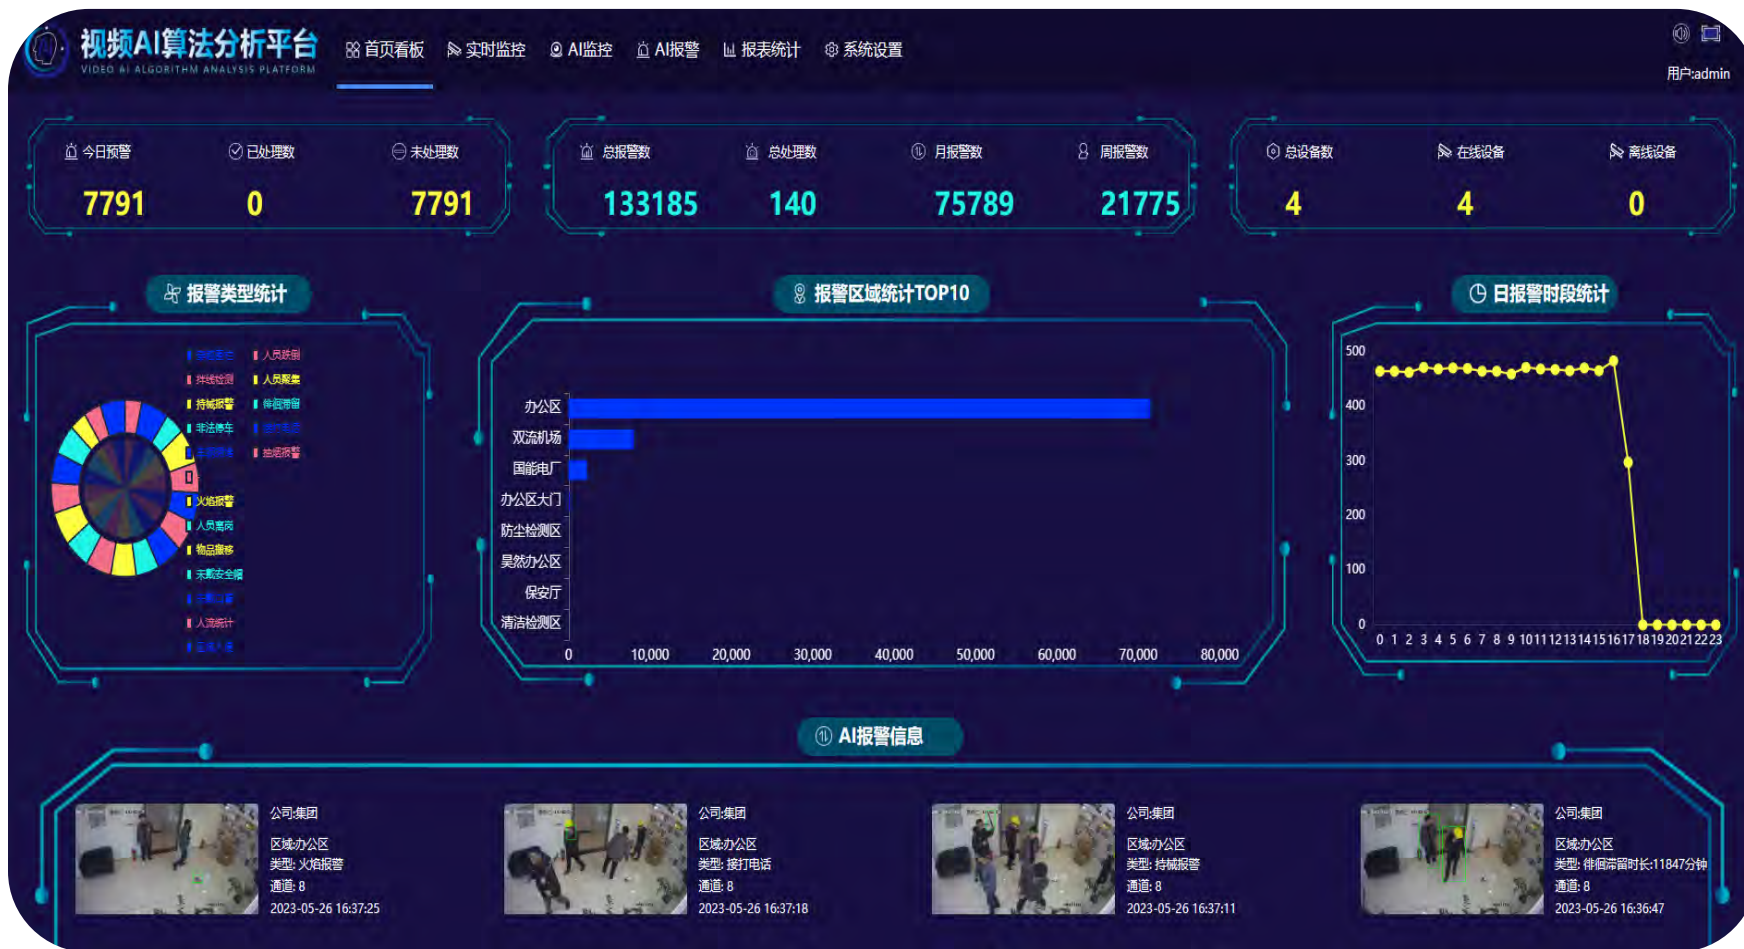 视频AI算法分析平台
VIDEO AI ALGORITHM ANALYSIS PLATFORM
首页看板 实时监控 AI监控 AI报警 报表统计 系统设置
用户:admin
今日预警 已处理数 未处理数
7791 0 7791
总报警数 总处理数 月报警数 周报警数
133185 140 75789 21775
总设备数 在线设备 离线设备
4 4 0
报警类型统计
人员跌倒
拌线检测 人员聚集
持械报警 徘徊滞留
非法停车
抽烟报警
火焰报警
人员离岗
物品搬移
未戴安全帽
人流统计
报警区域统计TOP10
办公区
双流机场
国能电厂
办公区大门
防尘检测区
昊然办公区
保安厅
清洁检测区
0 10,000 20,000 30,000 40,000 50,000 60,000 70,000 80,000
日报警时段统计
500
400
300
200
100
0
0 1 2 3 4 5 6 7 8 9 10 11 12 13 14 15 16 17 18 19 20 21 22 23
AI报警信息
公司:集团
区域:办公区
类型: 火焰报警
通道: 8
2023-05-26 16:37:25
公司:集团
区域:办公区
类型: 接打电话
通道: 8
2023-05-26 16:37:18
公司:集团
区域:办公区
类型: 持械报警
通道: 8
2023-05-26 16:37:11
公司:集团
区域:办公区
类型: 徘徊滞留时长:11847分钟
通道: 8
2023-05-26 16:36:47